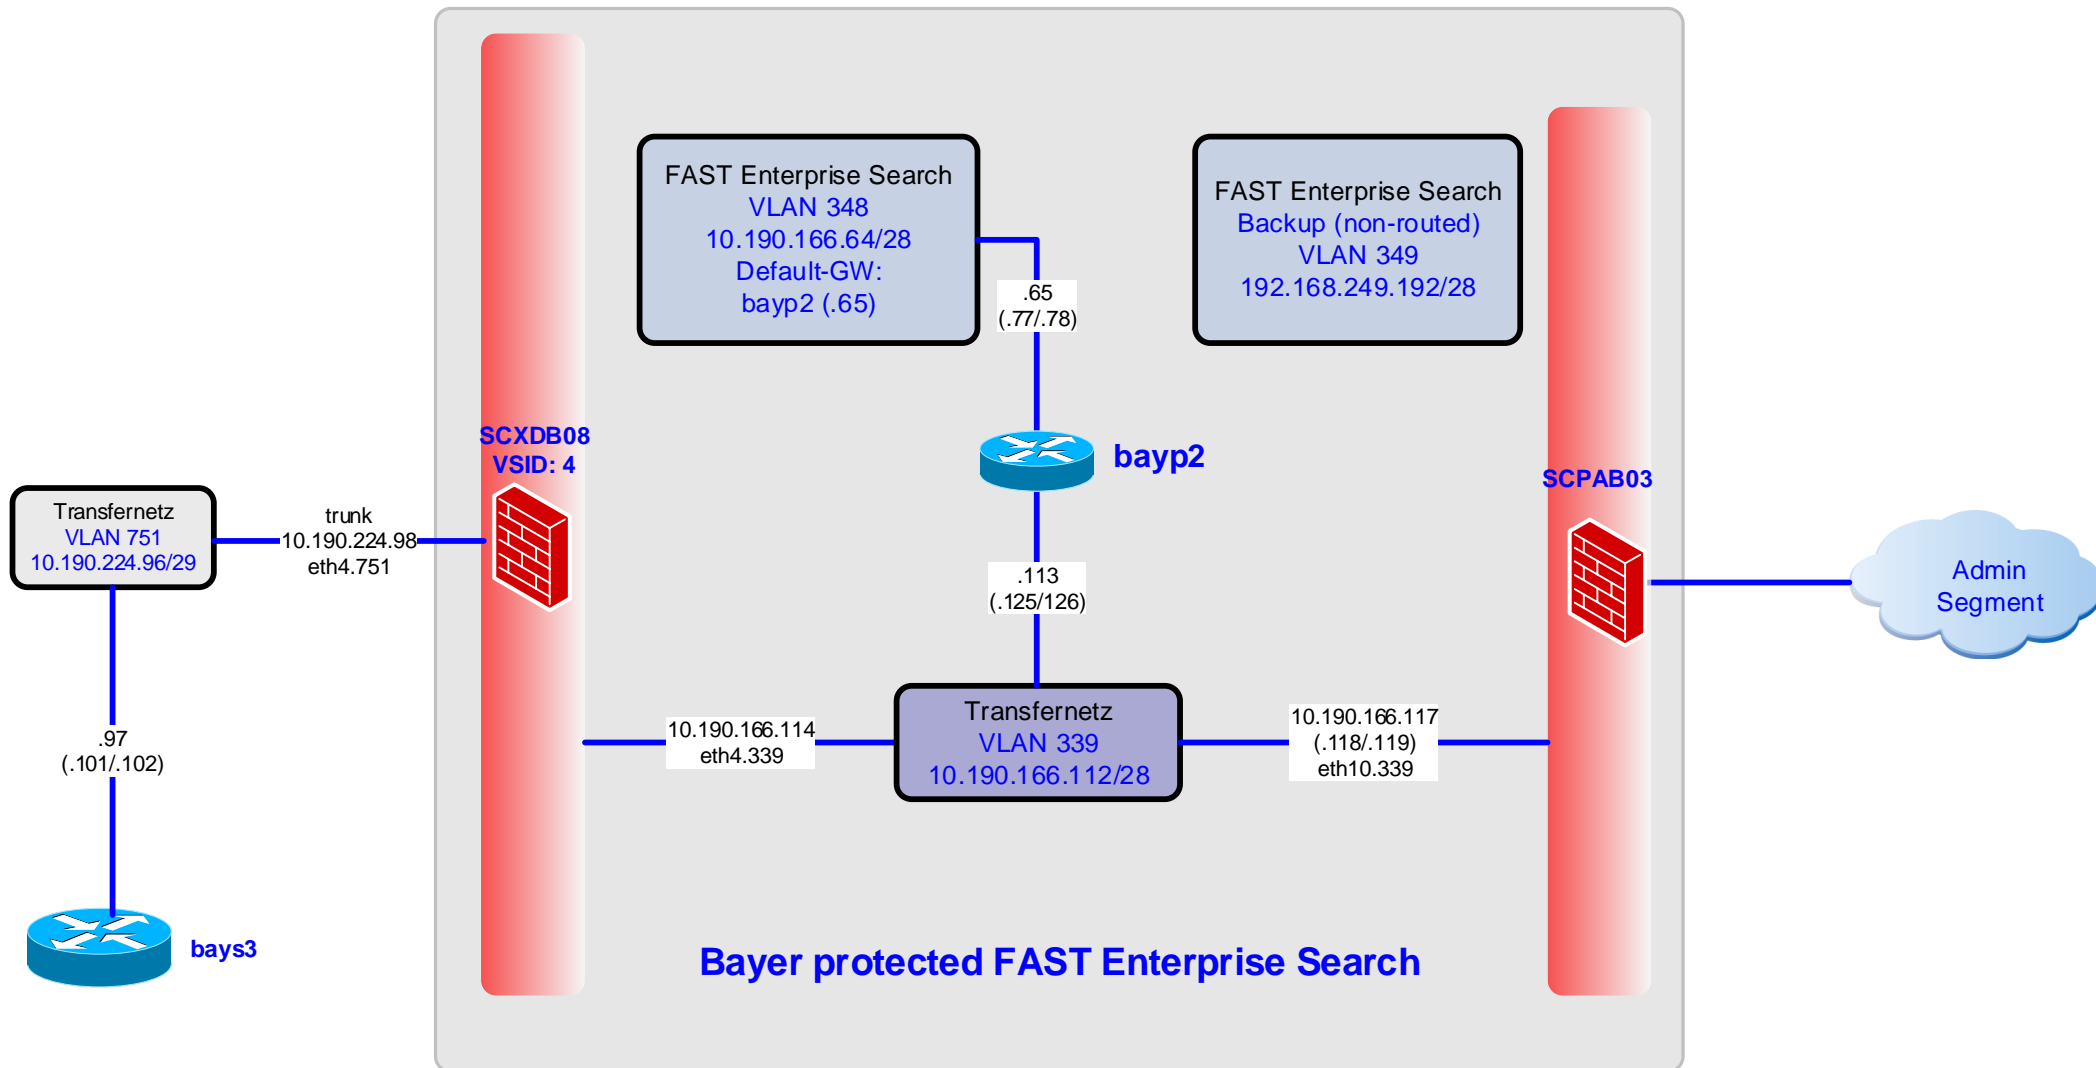 FAST Enterprise Search
VLAN 348
10.190.166.64/28
Default-GW:
bayp2 (.65)
FAST Enterprise Search
Backup (non-routed)
VLAN 349
192.168.249.192/28
.65
(.77/.78)
SCXDB08
VSID: 4
bayp2
SCPAB03
Transfernetz
VLAN 751
10.190.224.96/29
trunk
10.190.224.98
eth4.751
.113
(.125/126)
Admin
Segment
.97
(.101/.102)
10.190.166.114
eth4.339
Transfernetz
VLAN 339
10.190.166.112/28
10.190.166.117
(.118/.119)
eth10.339
bays3
Bayer protected FAST Enterprise Search